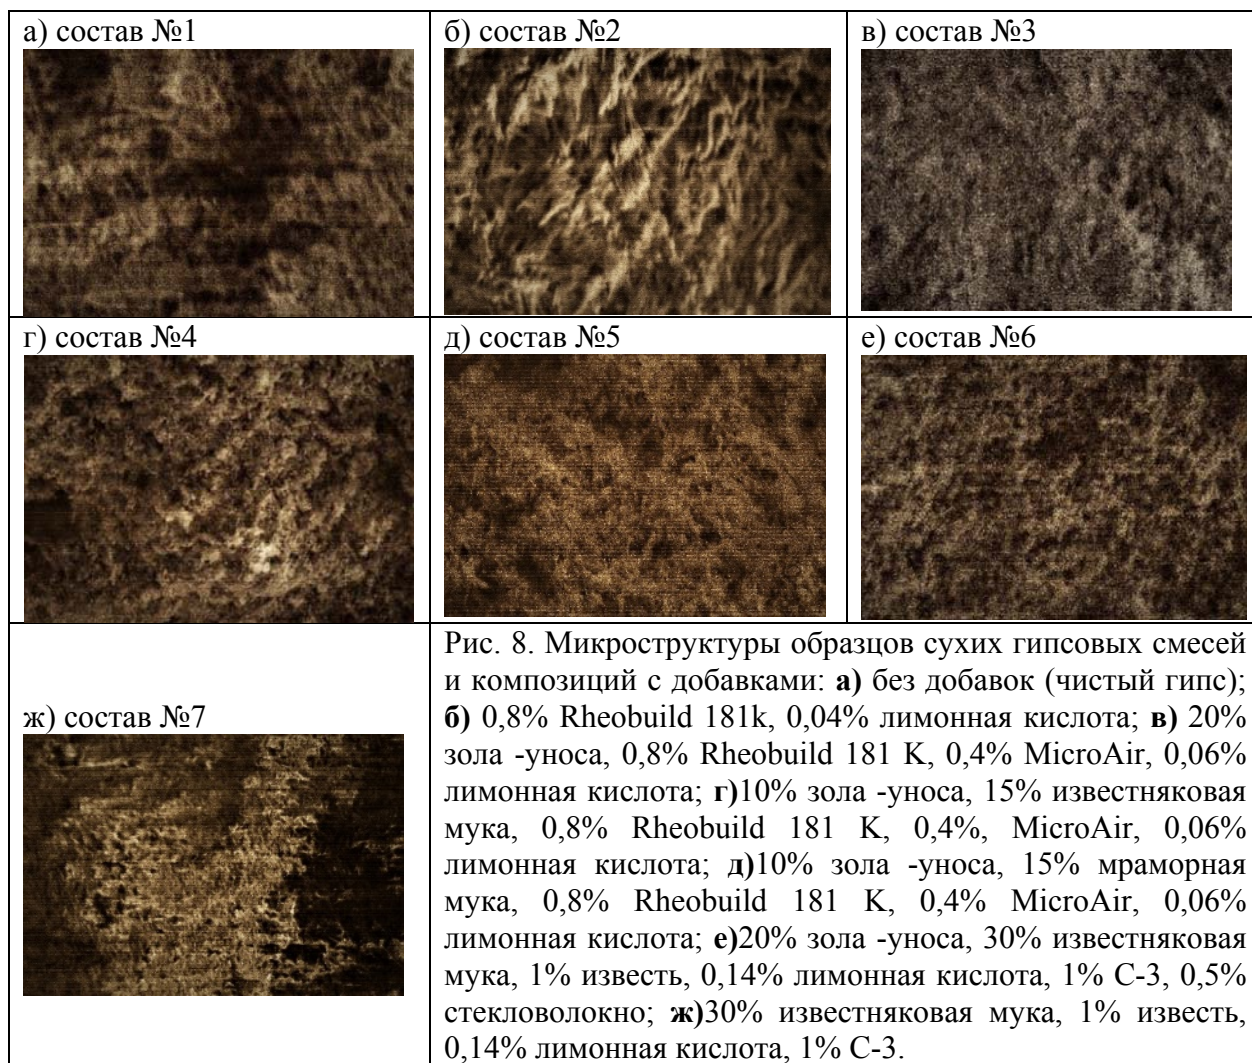 а) состав №1
б) состав №2
в) состав №3
г) состав №4
д) состав №5
е) состав №6
ж) состав №7
Рис. 8. Микроструктуры образцов сухих гипсовых смесей
и композиций с добавками: а) без добавок (чистый гипс);
б) 0,8% Rheobuild 181k, 0,04% лимонная кислота; в) 20%
зола -уноса, 0,8% Rheobuild 181 K, 0,4% MicroAir, 0,06%
лимонная кислота; г)10% зола -уноса, 15% известняковая
мука, 0,8% Rheobuild 181 K, 0,4%, MicroAir, 0,06%
лимонная кислота; д)10% зола -уноса, 15% мраморная
мука, 0,8% Rheobuild 181 K, 0,4% MicroAir, 0,06%
лимонная кислота; е)20% зола -уноса, 30% известняковая
мука, 1% известь, 0,14% лимонная кислота, 1% С-3, 0,5%
стекловолокно; ж)30% известняковая мука, 1% известь,
0,14% лимонная кислота, 1% С-3.